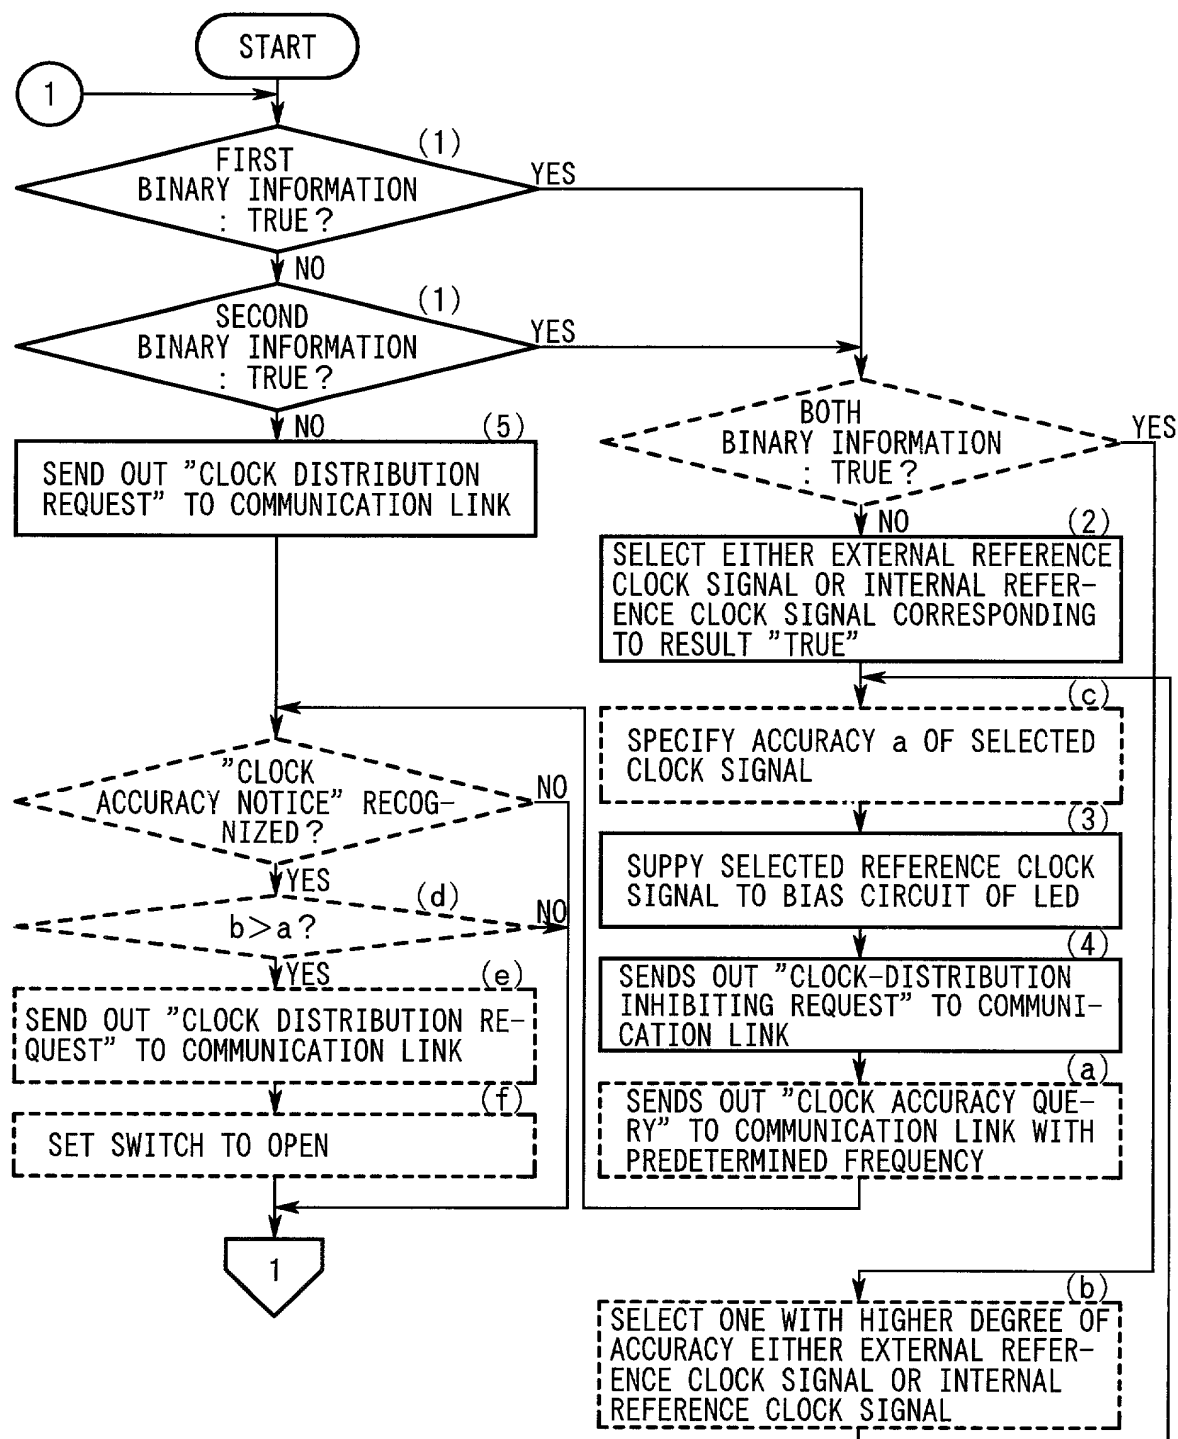 START
1
(1)
FIRST
BINARY INFORMATION
: TRUE?
YES
NO
(1)
SECOND
BINARY INFORMATION
: TRUE?
YES
NO
(5)
SEND OUT "CLOCK DISTRIBUTION
REQUEST" TO COMMUNICATION LINK
BOTH
BINARY INFORMATION
: TRUE?
YES
NO
(2)
SELECT EITHER EXTERNAL REFERENCE
CLOCK SIGNAL OR INTERNAL REFER-
ENCE CLOCK SIGNAL CORRESPONDING
TO RESULT "TRUE"
(c)
SPECIFY ACCURACY a OF SELECTED
CLOCK SIGNAL
(3)
SUPPY SELECTED REFERENCE CLOCK
SIGNAL TO BIAS CIRCUIT OF LED
(4)
SENDS OUT "CLOCK-DISTRIBUTION
INHIBITING REQUEST" TO COMMUNI-
CATION LINK
(a)
SENDS OUT "CLOCK ACCURACY QUE-
RY" TO COMMUNICATION LINK WITH
PREDETERMINED FREQUENCY
"CLOCK
ACCURACY NOTICE" RECOG-
NIZED?
NO
YES
(d)
b>a?
NO
YES
(e)
SEND OUT "CLOCK DISTRIBUTION RE-
QUEST" TO COMMUNICATION LINK
(f)
SET SWITCH TO OPEN
1
(b)
SELECT ONE WITH HIGHER DEGREE OF
ACCURACY EITHER EXTERNAL REFER-
ENCE CLOCK SIGNAL OR INTERNAL
REFERENCE CLOCK SIGNAL